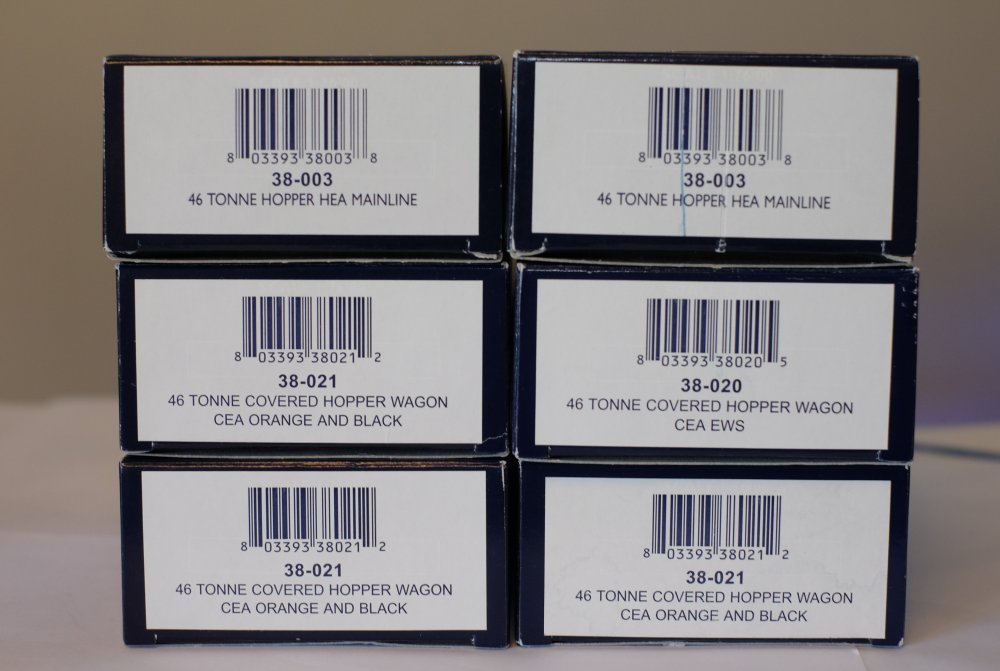 8 03393 38003 8
38-003
46 TONNE HOPPER HEA MAINLINE
8 03393 38003 8
38-003
46 TONNE HOPPER HEA MAINLINE
8 03393 38021 2
38-021
46 TONNE COVERED HOPPER WAGON
CEA ORANGE AND BLACK
8 03393 38020 5
38-020
46 TONNE COVERED HOPPER WAGON
CEA EWS
8 03393 38021 2
38-021
46 TONNE COVERED HOPPER WAGON
CEA ORANGE AND BLACK
8 03393 38021 2
38-021
46 TONNE COVERED HOPPER WAGON
CEA ORANGE AND BLACK